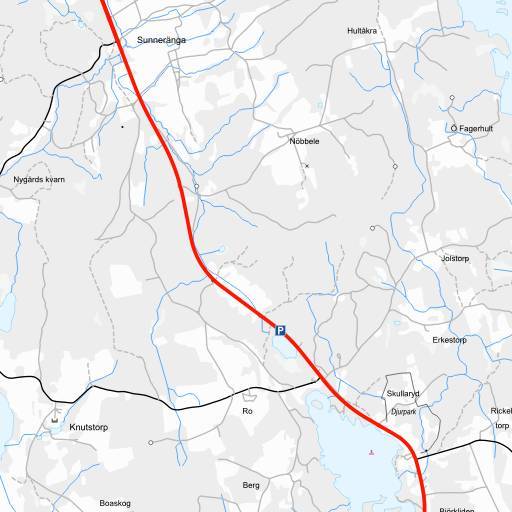 Hultåkra
Sunneränga
Ö Fagerhult
Nöbbele
Nygårds kvarn
Jolstorp
P
Erkestorp
Skullaryd
Djurpark
Ro
Rickel
torp
Knutstorp
Berg
Boaskog
Björkliden